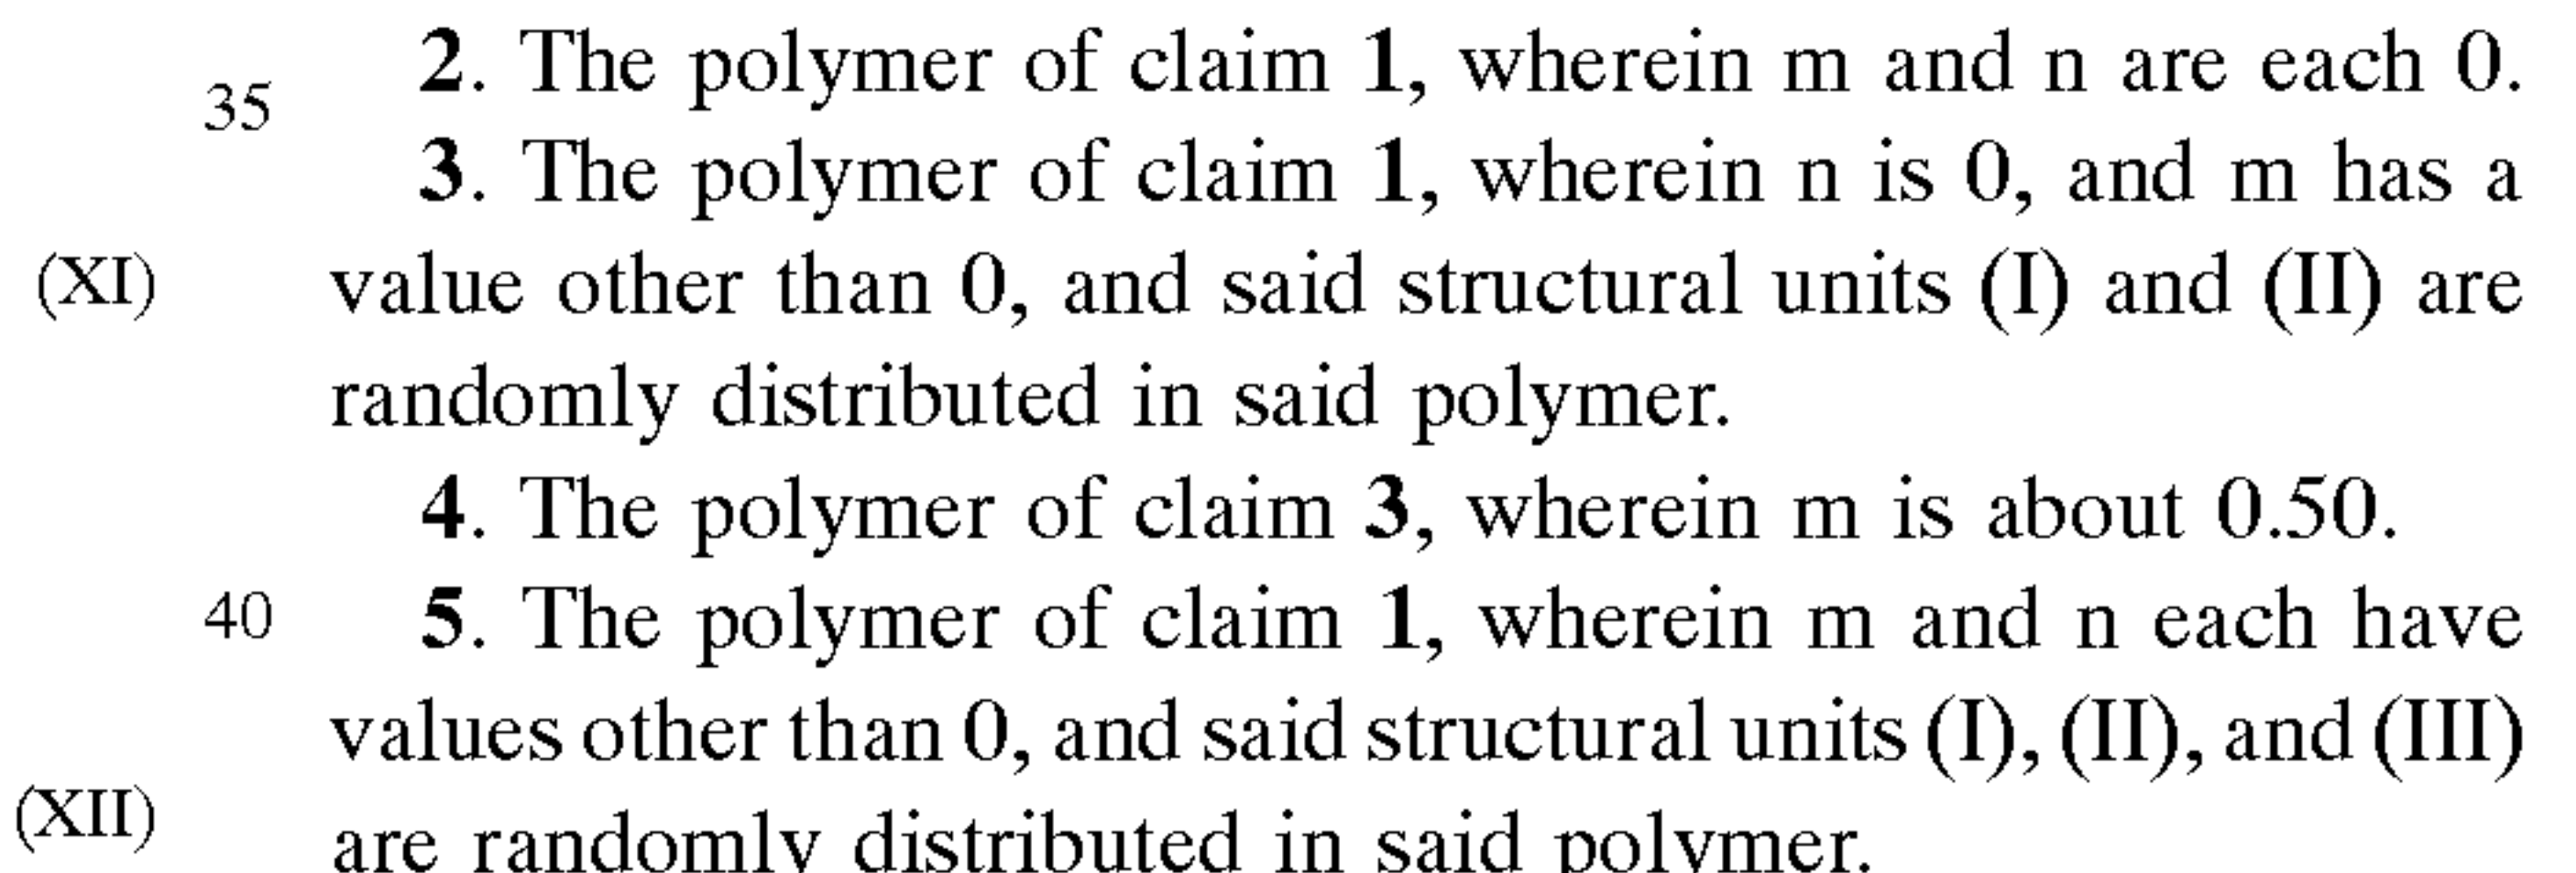 2. The polymer of claim 1, wherein m and n are each 0.
35
3. The polymer of claim 1, wherein n is 0, and m has a
(XI)
value other than 0, and said structural units (I) and (II) are
randomly distributed in said polymer.
4. The polymer of claim 3, wherein m is about 0.50.
40
5. The polymer of claim 1, wherein m and n each have
values other than 0, and said structural units (I), (II), and (III)
(XII)
are randomly distributed in said polymer.